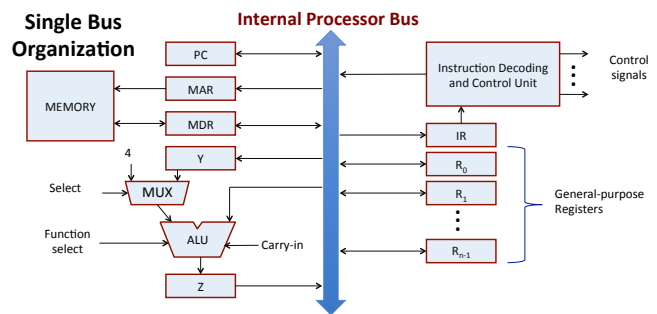 Single Bus
Organization
Internal Processor Bus
PC
MAR
MEMORY
MDR
Y
4
Select
MUX
Function
select
ALU
Carry-in
Z
Instruction Decoding
and Control Unit
Control
signals
IR
R0
R1
Rn-1
General-purpose
Registers